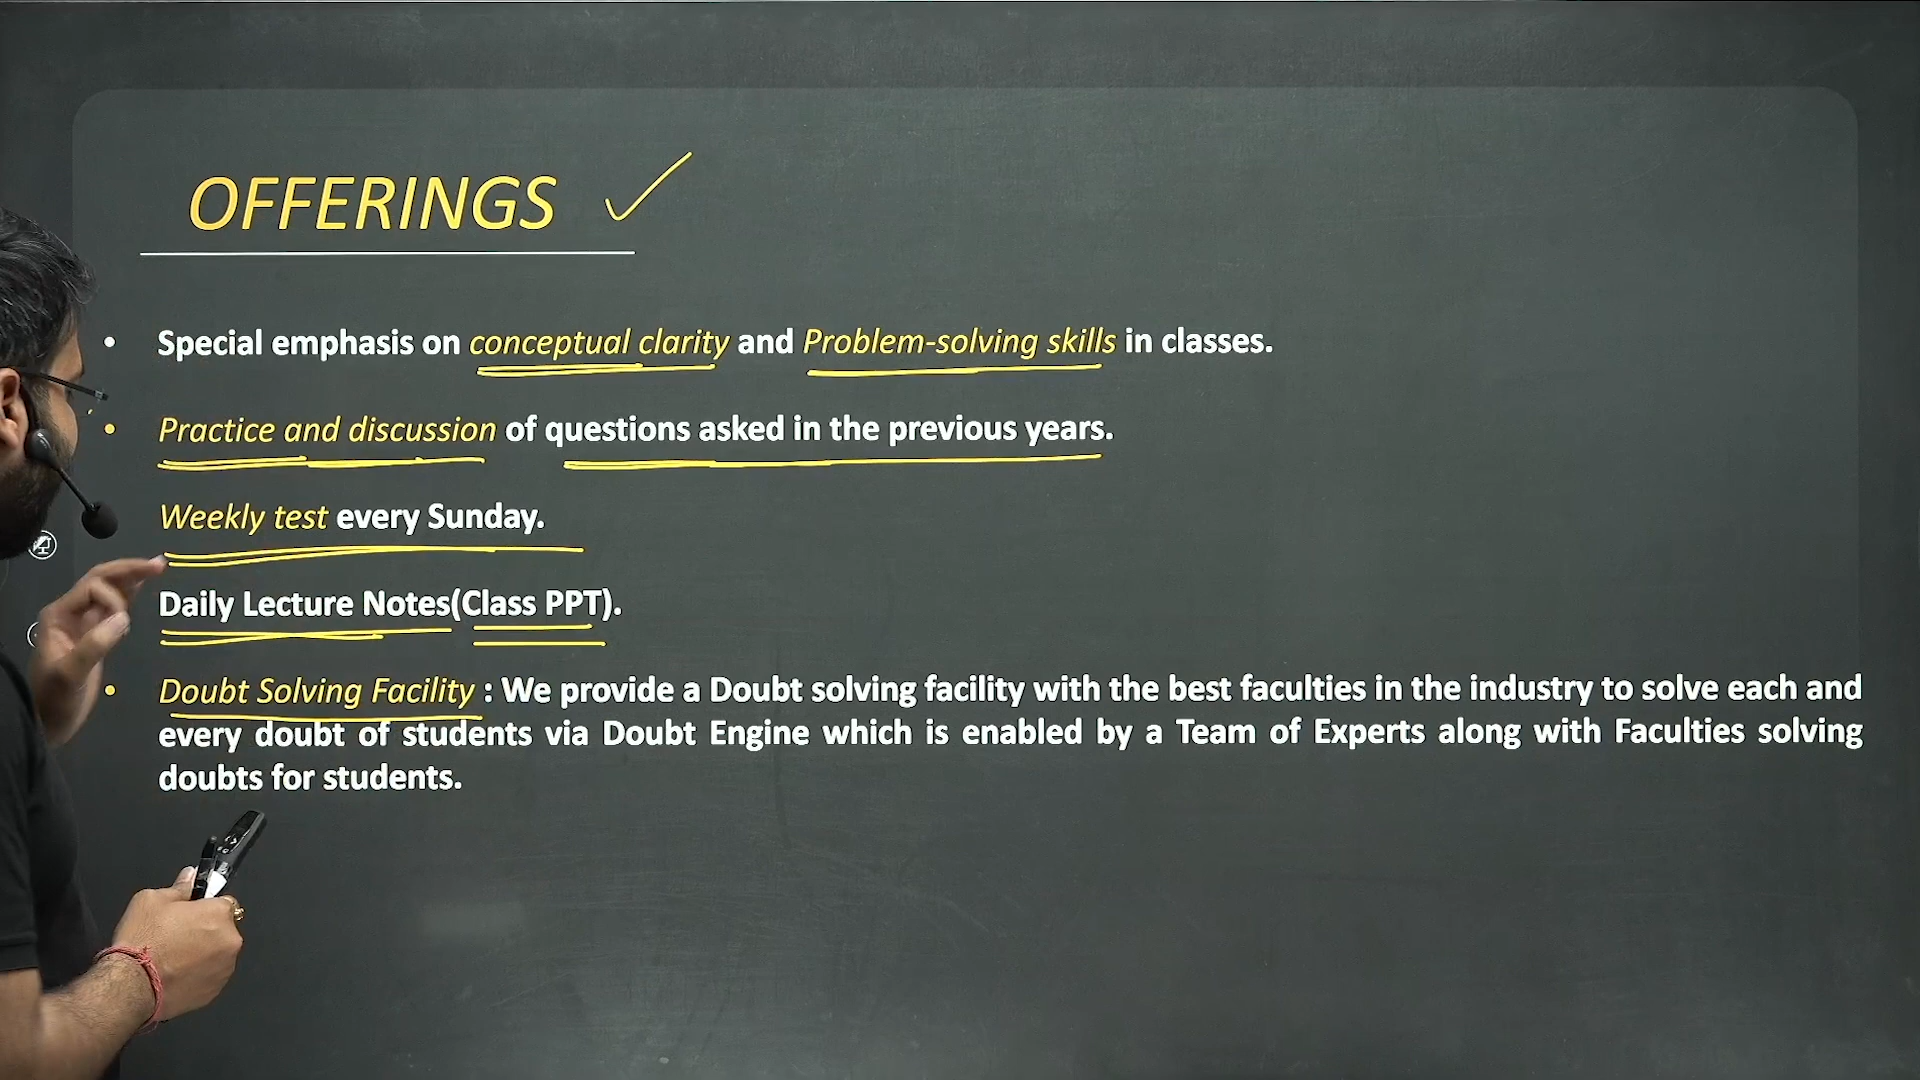 OFFERINGS
• Special emphasis on conceptual clarity and Problem-solving skills in classes.
• Practice and discussion of questions asked in the previous years.
Weekly test every Sunday.
Daily Lecture Notes(Class PPT).
• Doubt Solving Facility : We provide a Doubt solving facility with the best faculties in the industry to solve each and
every doubt of students via Doubt Engine which is enabled by a Team of Experts along with Faculties solving
doubts for students.